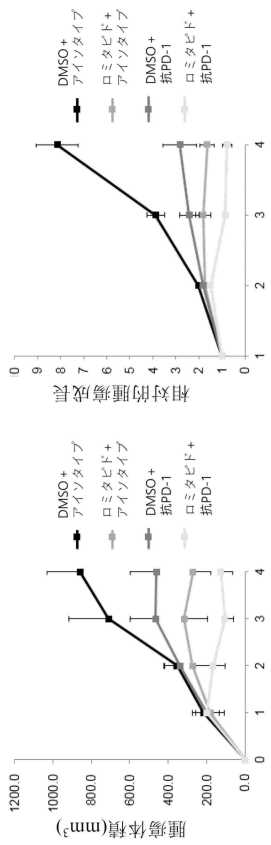 腫瘍体積(mm³)
1200.0
1000.0
800.0
600.0
400.0
200.0
0.0
0 1 2 3 4
DMSO +
アイソタイプ
ロミタピド +
アイソタイプ
DMSO +
抗PD-1
ロミタピド +
抗PD-1
相対的腫瘍成長
10
9
8
7
6
5
4
3
2
1
0
1 2 3 4
DMSO +
アイソタイプ
ロミタピド +
アイソタイプ
DMSO +
抗PD-1
ロミタピド +
抗PD-1